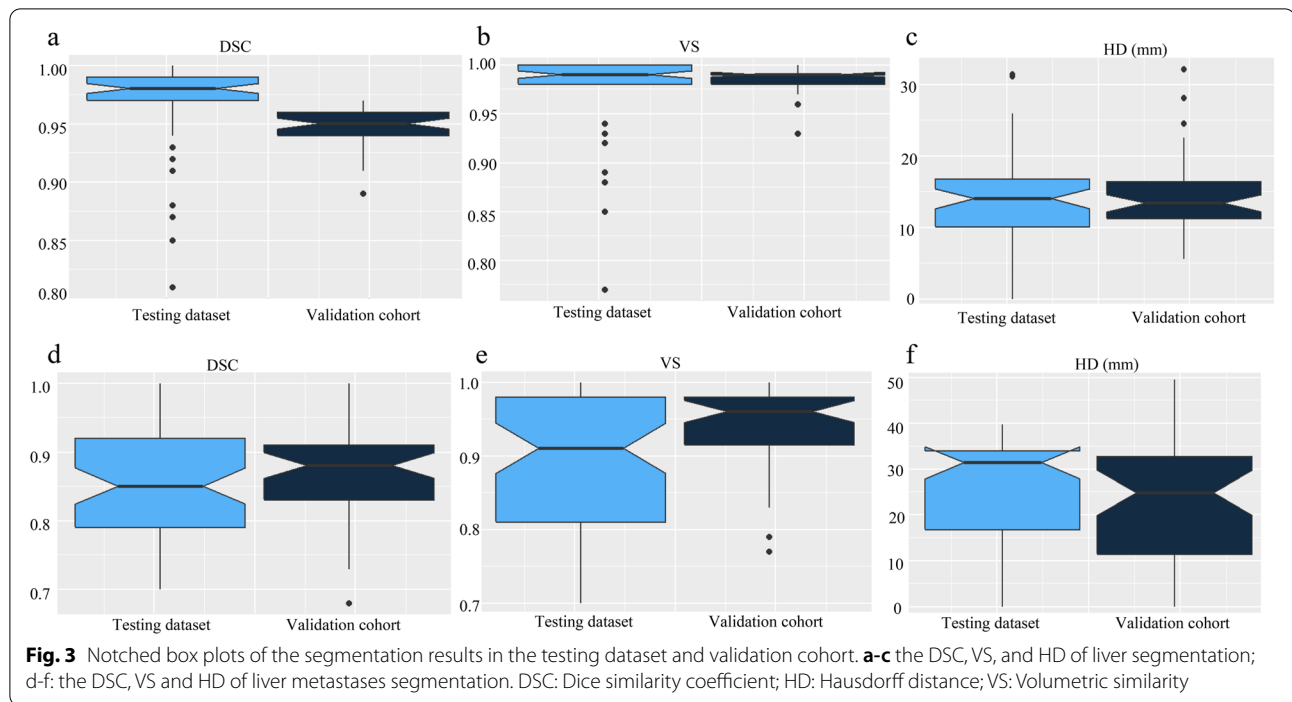 a
DSC
1.00
0.95
0.90
0.85
0.80
Testing dataset Validation cohort
b
VS
1.00
0.95
0.90
0.85
0.80
Testing dataset Validation cohort
c
HD (mm)
30
20
10
0
Testing dataset Validation cohort
d
DSC
1.0
0.9
0.8
0.7
Testing dataset Validation cohort
e
VS
1.0
0.9
0.8
0.7
Testing dataset Validation cohort
f
HD (mm)
50
40
30
20
10
0
Testing dataset Validation cohort
Fig. 3 Notched box plots of the segmentation results in the testing dataset and validation cohort. a-c the DSC, VS, and HD of liver segmentation;
d-f: the DSC, VS and HD of liver metastases segmentation. DSC: Dice similarity coefficient; HD: Hausdorff distance; VS: Volumetric similarity